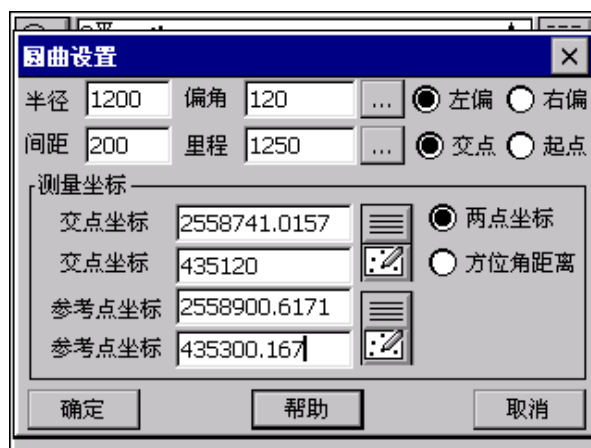 圆曲设置
半径 1200 偏角 120 ... 左偏 右偏
间距 200 里程 1250 ... 交点 起点
测量坐标
交点坐标 2558741.0157 两点坐标
交点坐标 435120 方位角距离
参考点坐标 2558900.6171
参考点坐标 435300.167
确定 帮助 取消